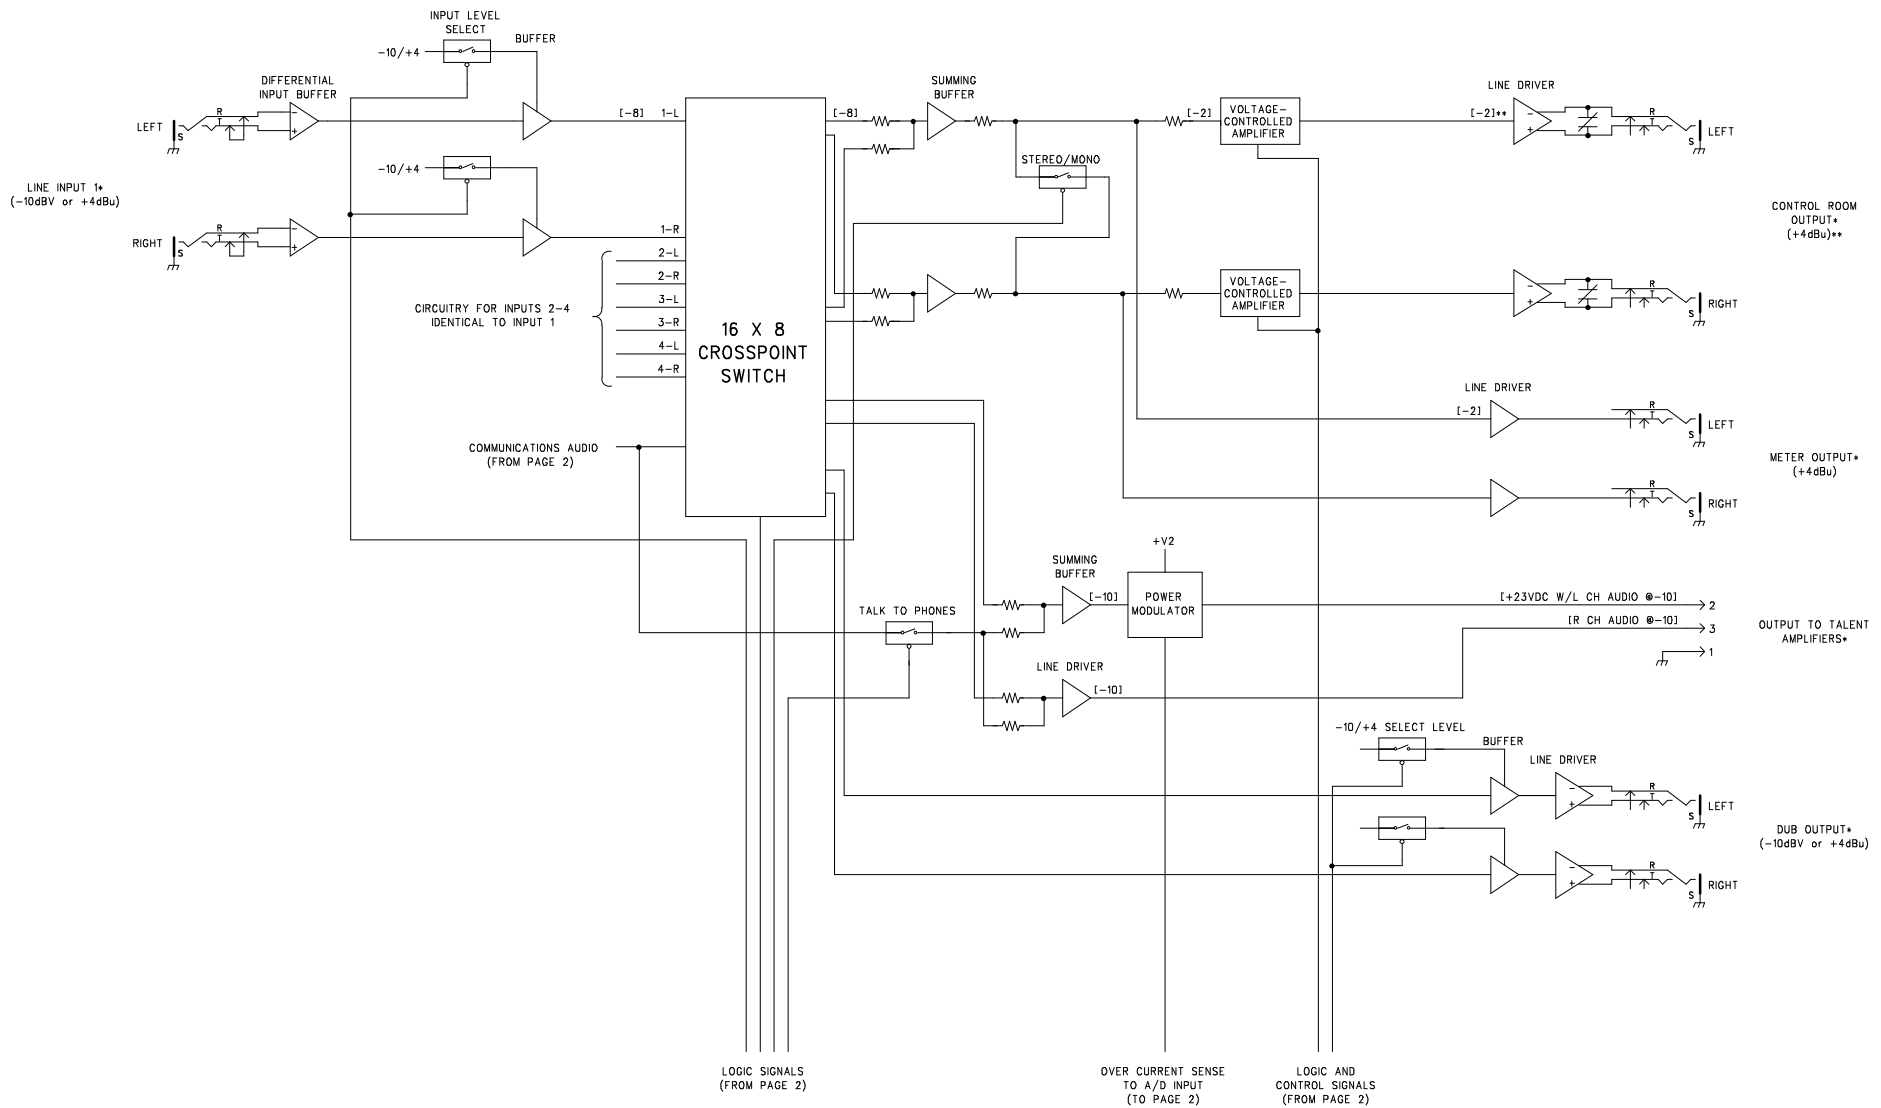 INPUT LEVEL
SELECT
-10/+4
BUFFER
DIFFERENTIAL
INPUT BUFFER
LEFT
S
R
T
-
+
[-8]
1-L
-10/+4
LINE INPUT 1*
(-10dBV or +4dBu)
RIGHT
S
R
T
-
+
1-R
2-L
2-R
3-L
3-R
4-L
4-R
CIRCUITRY FOR INPUTS 2-4
IDENTICAL TO INPUT 1
COMMUNICATIONS AUDIO
(FROM PAGE 2)
16 X 8
CROSSPOINT
SWITCH
[-8]
SUMMING
BUFFER
STEREO/MONO
[-2]
VOLTAGE-
CONTROLLED
AMPLIFIER
[-2]**
LINE DRIVER
-
+
R
T
S
LEFT
CONTROL ROOM
OUTPUT*
(+4dBu)**
VOLTAGE-
CONTROLLED
AMPLIFIER
-
+
R
T
S
RIGHT
LINE DRIVER
[-2]
R
T
S
LEFT
METER OUTPUT*
(+4dBu)
R
T
S
RIGHT
TALK TO PHONES
SUMMING
BUFFER
[-10]
+V2
POWER
MODULATOR
[+23VDC W/L CH AUDIO @-10]
2
[R CH AUDIO @-10]
3
1
OUTPUT TO TALENT
AMPLIFIERS*
LINE DRIVER
[-10]
-10/+4 SELECT LEVEL
BUFFER
LINE DRIVER
-
+
R
T
S
LEFT
DUB OUTPUT*
(-10dBV or +4dBu)
-
+
R
T
S
RIGHT
LOGIC SIGNALS
(FROM PAGE 2)
OVER CURRENT SENSE
TO A/D INPUT
(TO PAGE 2)
LOGIC AND
CONTROL SIGNALS
(FROM PAGE 2)